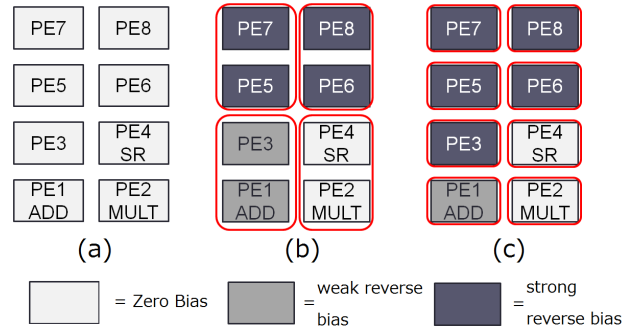 PE7 PE8 PE7 PE8 PE7 PE8
PE5 PE6 PE5 PE6 PE5 PE6
PE3 PE4 PE3 PE4 PE3 PE4
SR SR SR
PE1 PE2 PE1 PE2 PE1 PE2
ADD MULT ADD MULT ADD MULT
(a) (b) (c)
= Zero Bias
weak reverse
=
bias
strong
=
reverse bias